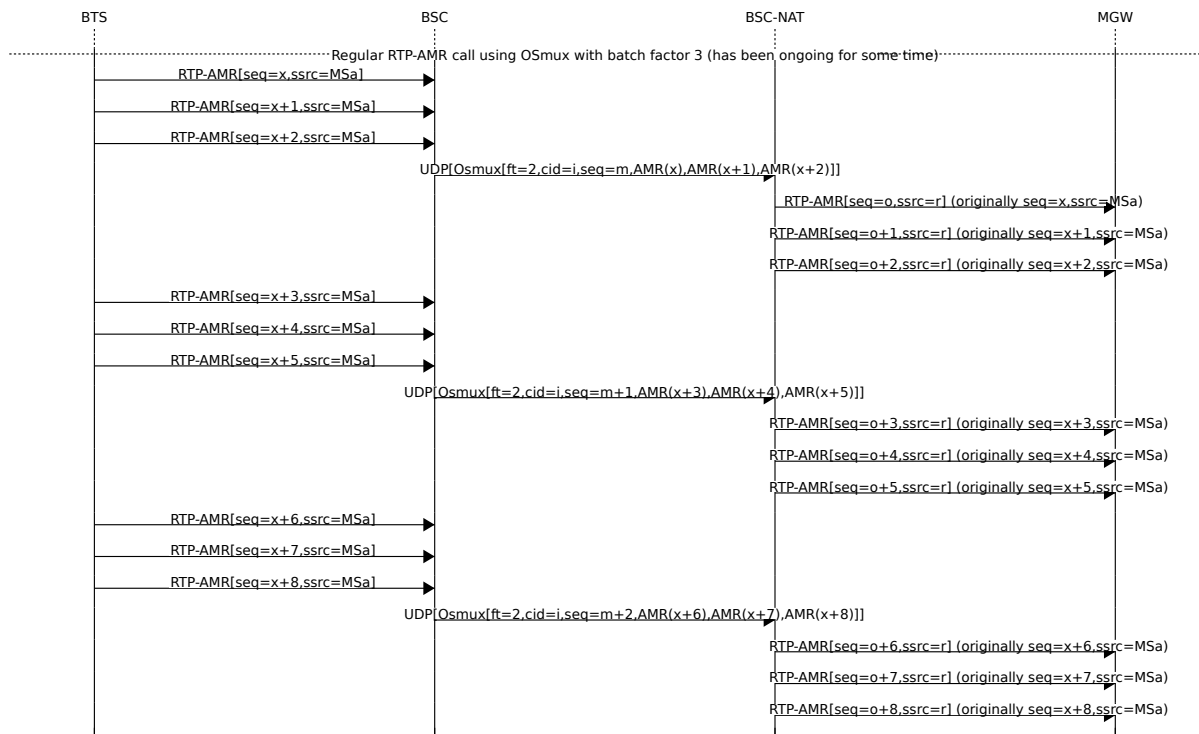 BTS BSC BSC-NAT MGW
Regular RTP-AMR call using OSmux with batch factor 3 (has been ongoing for some time)
RTP-AMR[seq=x,ssrc=MSa]
RTP-AMR[seq=x+1,ssrc=MSa]
RTP-AMR[seq=x+2,ssrc=MSa]
UDP[Osmux[ft=2,cid=i,seq=m,AMR(x),AMR(x+1),AMR(x+2)]]
RTP-AMR[seq=o,ssrc=r] (originally seq=x,ssrc=MSa)
RTP-AMR[seq=o+1,ssrc=r] (originally seq=x+1,ssrc=MSa)
RTP-AMR[seq=o+2,ssrc=r] (originally seq=x+2,ssrc=MSa)
RTP-AMR[seq=x+3,ssrc=MSa]
RTP-AMR[seq=x+4,ssrc=MSa]
RTP-AMR[seq=x+5,ssrc=MSa]
UDP[Osmux[ft=2,cid=i,seq=m+1,AMR(x+3),AMR(x+4),AMR(x+5)]]
RTP-AMR[seq=o+3,ssrc=r] (originally seq=x+3,ssrc=MSa)
RTP-AMR[seq=o+4,ssrc=r] (originally seq=x+4,ssrc=MSa)
RTP-AMR[seq=o+5,ssrc=r] (originally seq=x+5,ssrc=MSa)
RTP-AMR[seq=x+6,ssrc=MSa]
RTP-AMR[seq=x+7,ssrc=MSa]
RTP-AMR[seq=x+8,ssrc=MSa]
UDP[Osmux[ft=2,cid=i,seq=m+2,AMR(x+6),AMR(x+7),AMR(x+8)]]
RTP-AMR[seq=o+6,ssrc=r] (originally seq=x+6,ssrc=MSa)
RTP-AMR[seq=o+7,ssrc=r] (originally seq=x+7,ssrc=MSa)
RTP-AMR[seq=o+8,ssrc=r] (originally seq=x+8,ssrc=MSa)